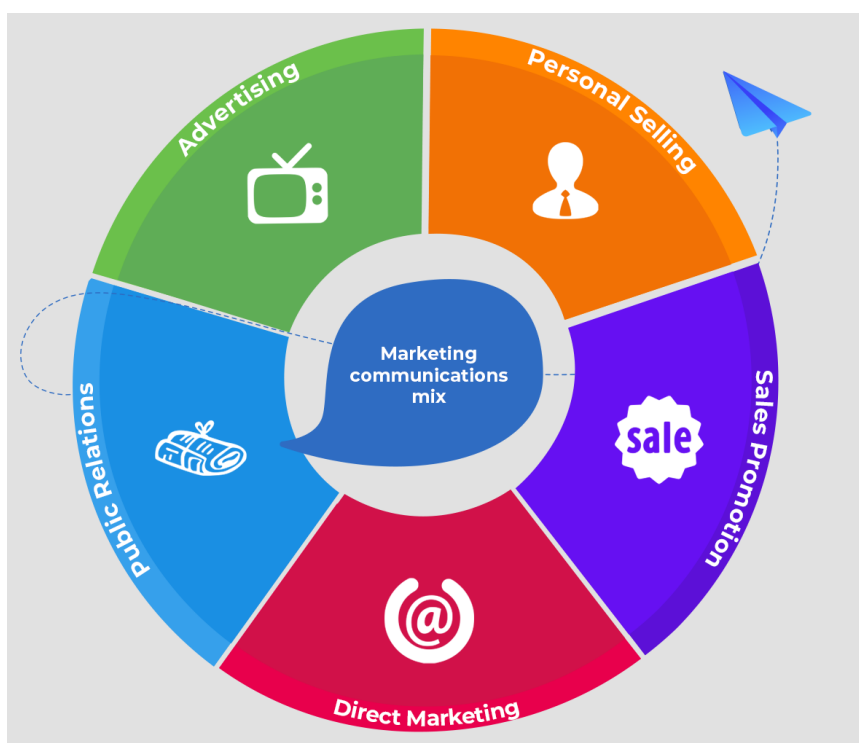 Advertising
Personal Selling
Marketing
communications
mix
sale
Sales Promotion
Public Relations
@
Direct Marketing